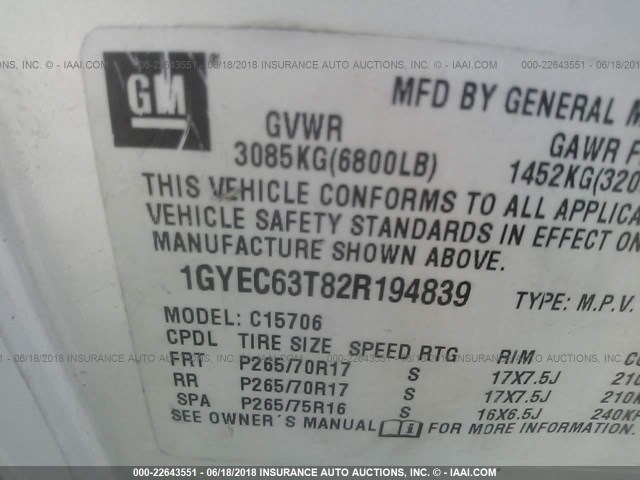 GM
MFD BY GENERAL
GVWR
GAWR
3085KG(6800LB)
1452KG(320
THIS VEHICLE CONFORMS TO ALL
VEHICLE SAFETY STANDARDS IN EFFECT ON
MANUFACTURE SHOWN ABOVE.
1GYEC63T82R194839 TYPE: M.P.V.
MODEL: C15706
CPDL TIRE SIZE SPEED RTG RIM
FRT P265/70R17 S 17X7.5J
RR P265/70R17 S 17X7.5J
SPA P265/75R16 S 16X6.5J
SEE OWNER´S MANUAL FOR MORE INFORMATION.
000-22643551 - 06/18/2018 INSURANCE AUTO AUCTIONS, INC. - IAAI.COM